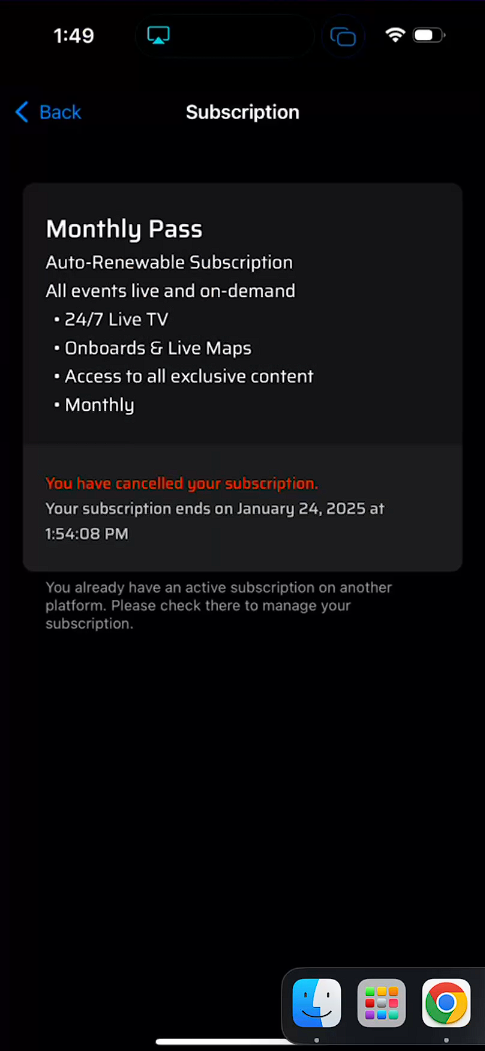 1:49
Back
Subscription
Monthly Pass
Auto-Renewable Subscription
All events live and on-demand
• 24/7 Live TV
• Onboards & Live Maps
• Access to all exclusive content
• Monthly
You have cancelled your subscription.
Your subscription ends on January 24, 2025 at
1:54:08 PM
You already have an active subscription on another
platform. Please check there to manage your
subscription.